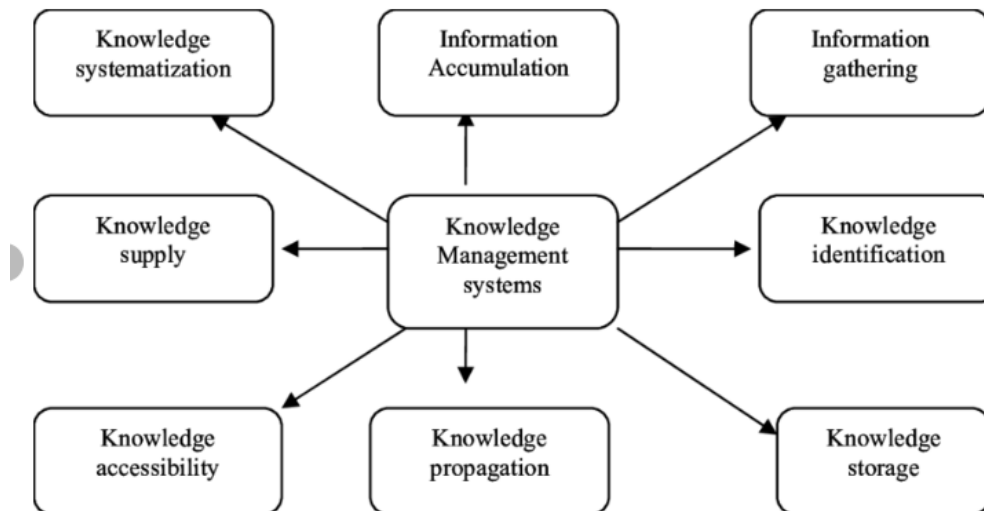 Knowledge
systematization
Information
Accumulation
Information
gathering
Knowledge
supply
Knowledge
Management
systems
Knowledge
identification
Knowledge
accessibility
Knowledge
propagation
Knowledge
storage